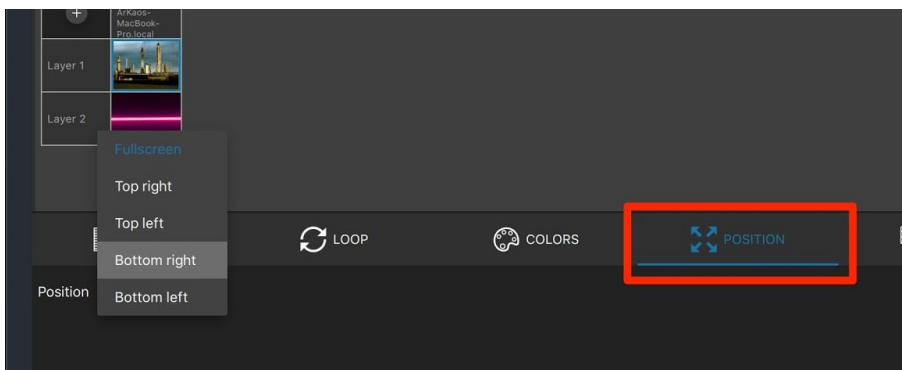 ArKaos-
MacBook-
Pro.local
Layer 1
Layer 2
Fullscreen
Top right
Top left
Bottom right
Bottom left
LOOP
COLORS
POSITION
Position